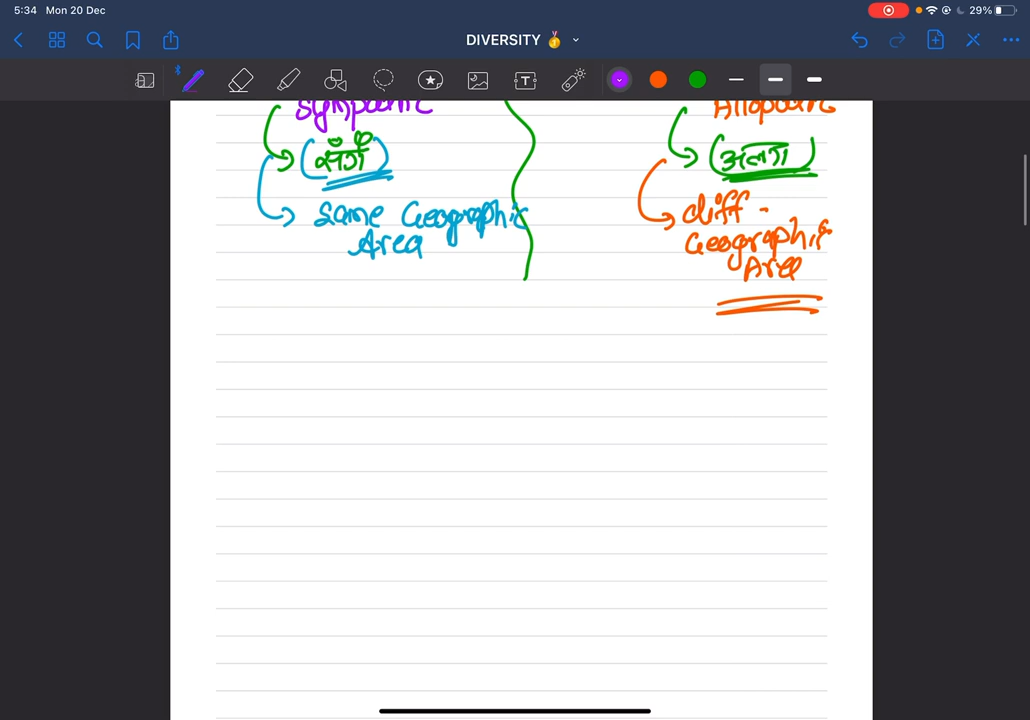 5:34 Mon 20 Dec
29%
DIVERSITY 🥇
T
Sympatric
Allopatric
(संग)
(अलग)
same Geographic
Area
diff -
Geographic
Area